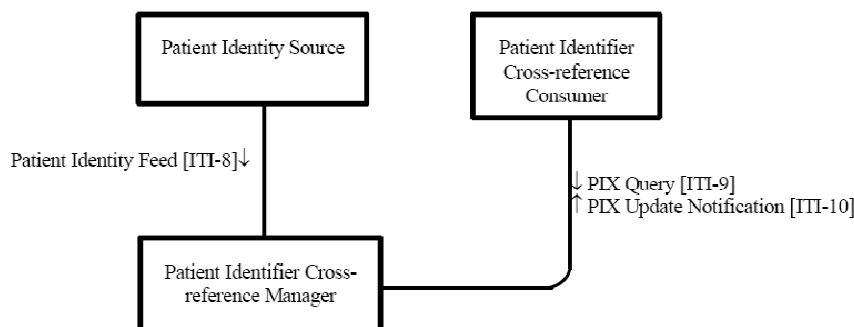 Patient Identity Source
Patient Identifier
Cross-reference
Consumer
Patient Identity Feed [ITI-8]↓
↓ PIX Query [ITI-9]
↑ PIX Update Notification [ITI-10]
Patient Identifier Cross-
reference Manager